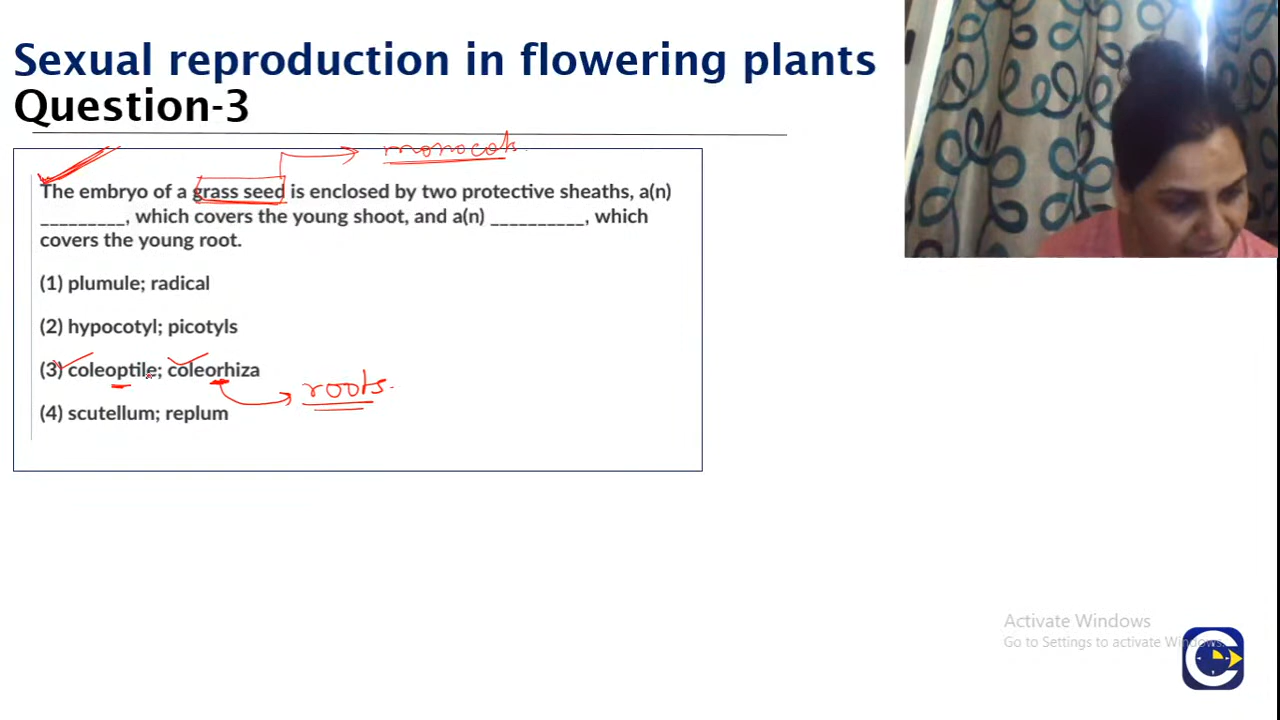 Sexual reproduction in flowering plants
Question-3
monocots.
The embryo of a grass seed is enclosed by two protective sheaths, a(n)
_________, which covers the young shoot, and a(n) __________, which
covers the young root.
(1) plumule; radical
(2) hypocotyl; picotyls
(3) coleoptile; coleorhiza
roots.
(4) scutellum; replum
Activate Windows
Go to Settings to activate Windows.